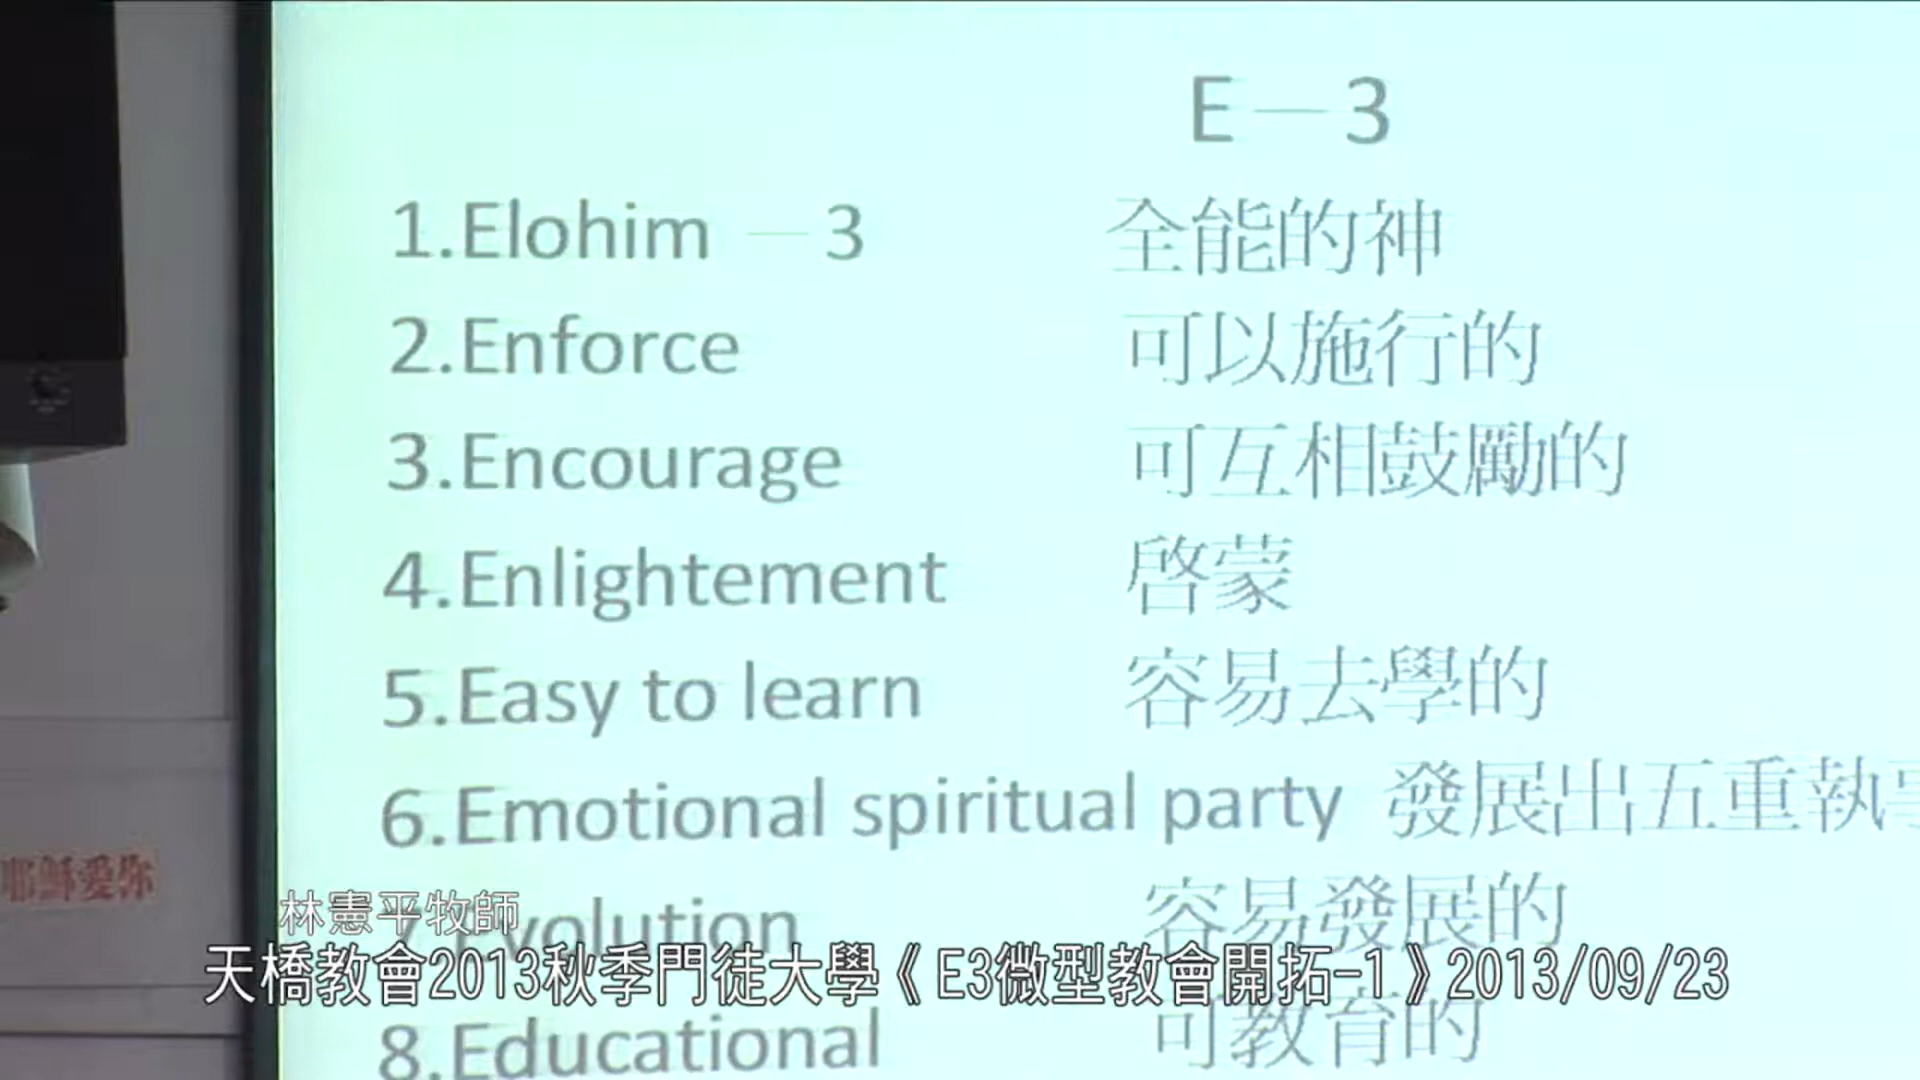 E－3
1.Elohim －3 全能的神
2.Enforce 可以施行的
3.Encourage 可互相鼓勵的
4.Enlightement 啓蒙
5.Easy to learn 容易去學的
6.Emotional spiritual party 發展出五重執事
7.Evolution 容易發展的
8.Educational 可教育的
耶穌愛你
林憲平牧師
天橋教會2013秋季門徒大學《E3微型教會開拓-1》2013/09/23